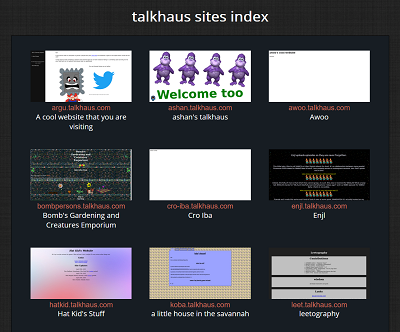 talkhaus sites index
Welcome too
argu.talkhaus.com
A cool website that you are
visiting
ashan.talkhaus.com
ashan's talkhaus
awoo.talkhaus.com
Awoo
bombpersons.talkhaus.com
Bomb's Gardening and
Creatures Emporium
cro-iba.talkhaus.com
Cro Iba
enjl.talkhaus.com
Enjl
hatkid.talkhaus.com
Hat Kid's Stuff
koba.talkhaus.com
a little house in the savannah
leet.talkhaus.com
leetography